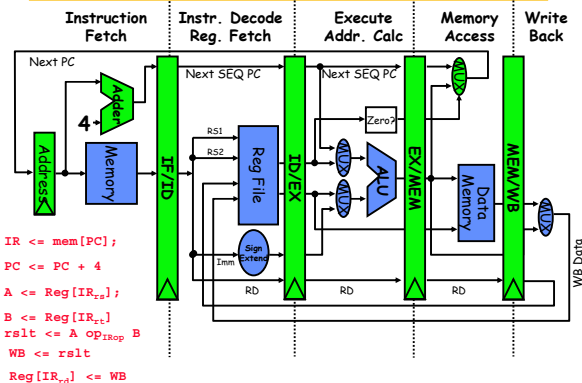 Instruction Fetch
Instr. Decode Reg. Fetch
Execute Addr. Calc
Memory Access
Write Back
Next PC
Next SEQ PC
Next SEQ PC
Adder
4
Zero?
MUX
Address
Memory
IF/ID
RS1
RS2
Reg File
ID/EX
MUX
MUX
ALU
EX/MEM
Data Memory
MEM/WB
MUX
Sign Extend
Imm
RD
RD
RD
WB Data
IR <= mem[PC];
PC <= PC + 4
A <= Reg[IRrs];
B <= Reg[IRrt]
rslt <= A opIRop B
WB <= rslt
Reg[IRrd] <= WB